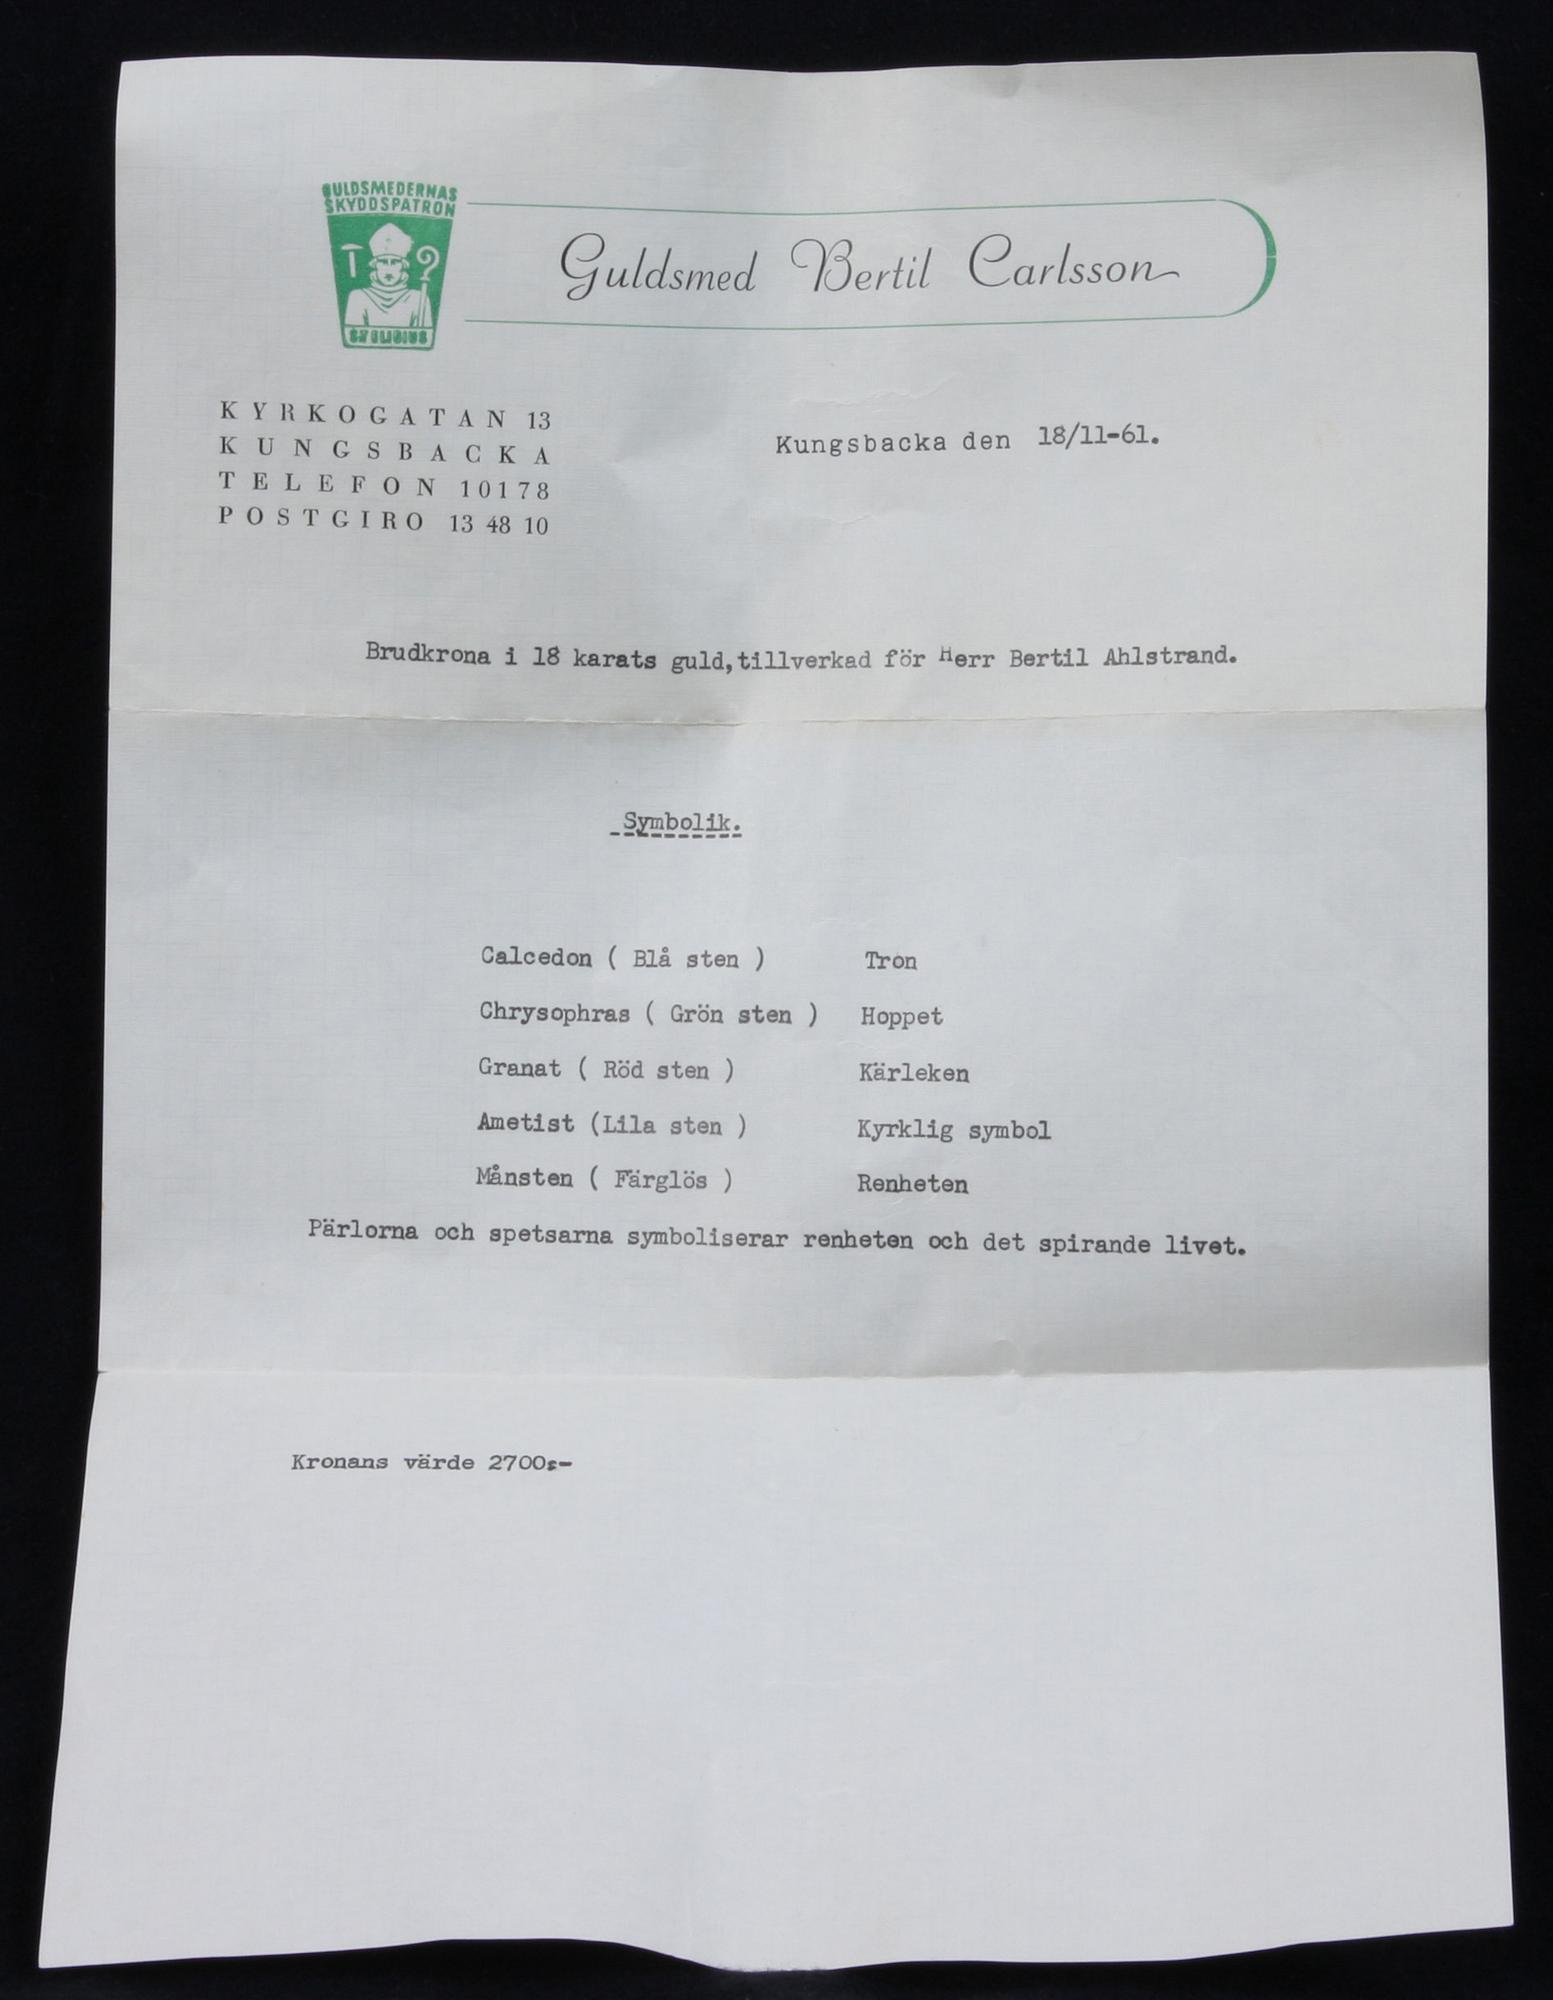 GULDSMEDERNAS
SKYDDSPATRON
ST ELIGIUS
Guldsmed Bertil Carlsson
KYRKOGATAN 13
KUNGSBACKA
TELEFON 10178
POSTGIRO 13 48 10
Kungsbacka den 18/11-61.
Brudkrona i 18 karats guld,tillverkad för Herr Bertil Ahlstrand.
Symbolik.
Calcedon ( Blå sten ) Tron
Chrysophras ( Grön sten ) Hoppet
Granat ( Röd sten ) Kärleken
Ametist (Lila sten ) Kyrklig symbol
Månsten ( Färglös ) Renheten
Pärlorna och spetsarna symboliserar renheten och det spirande livet.
Kronans värde 2700:-